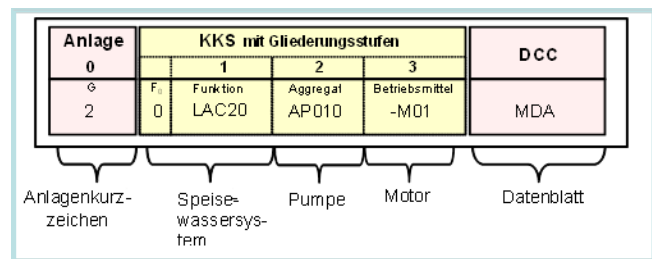 Anlage KKS mit Gliederungsstufen DCC
0 1 2 3
G F₀ Funktion Aggregat Betriebsmittel
2 0 LAC20 AP010 -M01 MDA
Anlagenkurz-
zeichen
Speise-
wassersys-
tem
Pumpe
Motor
Datenblatt